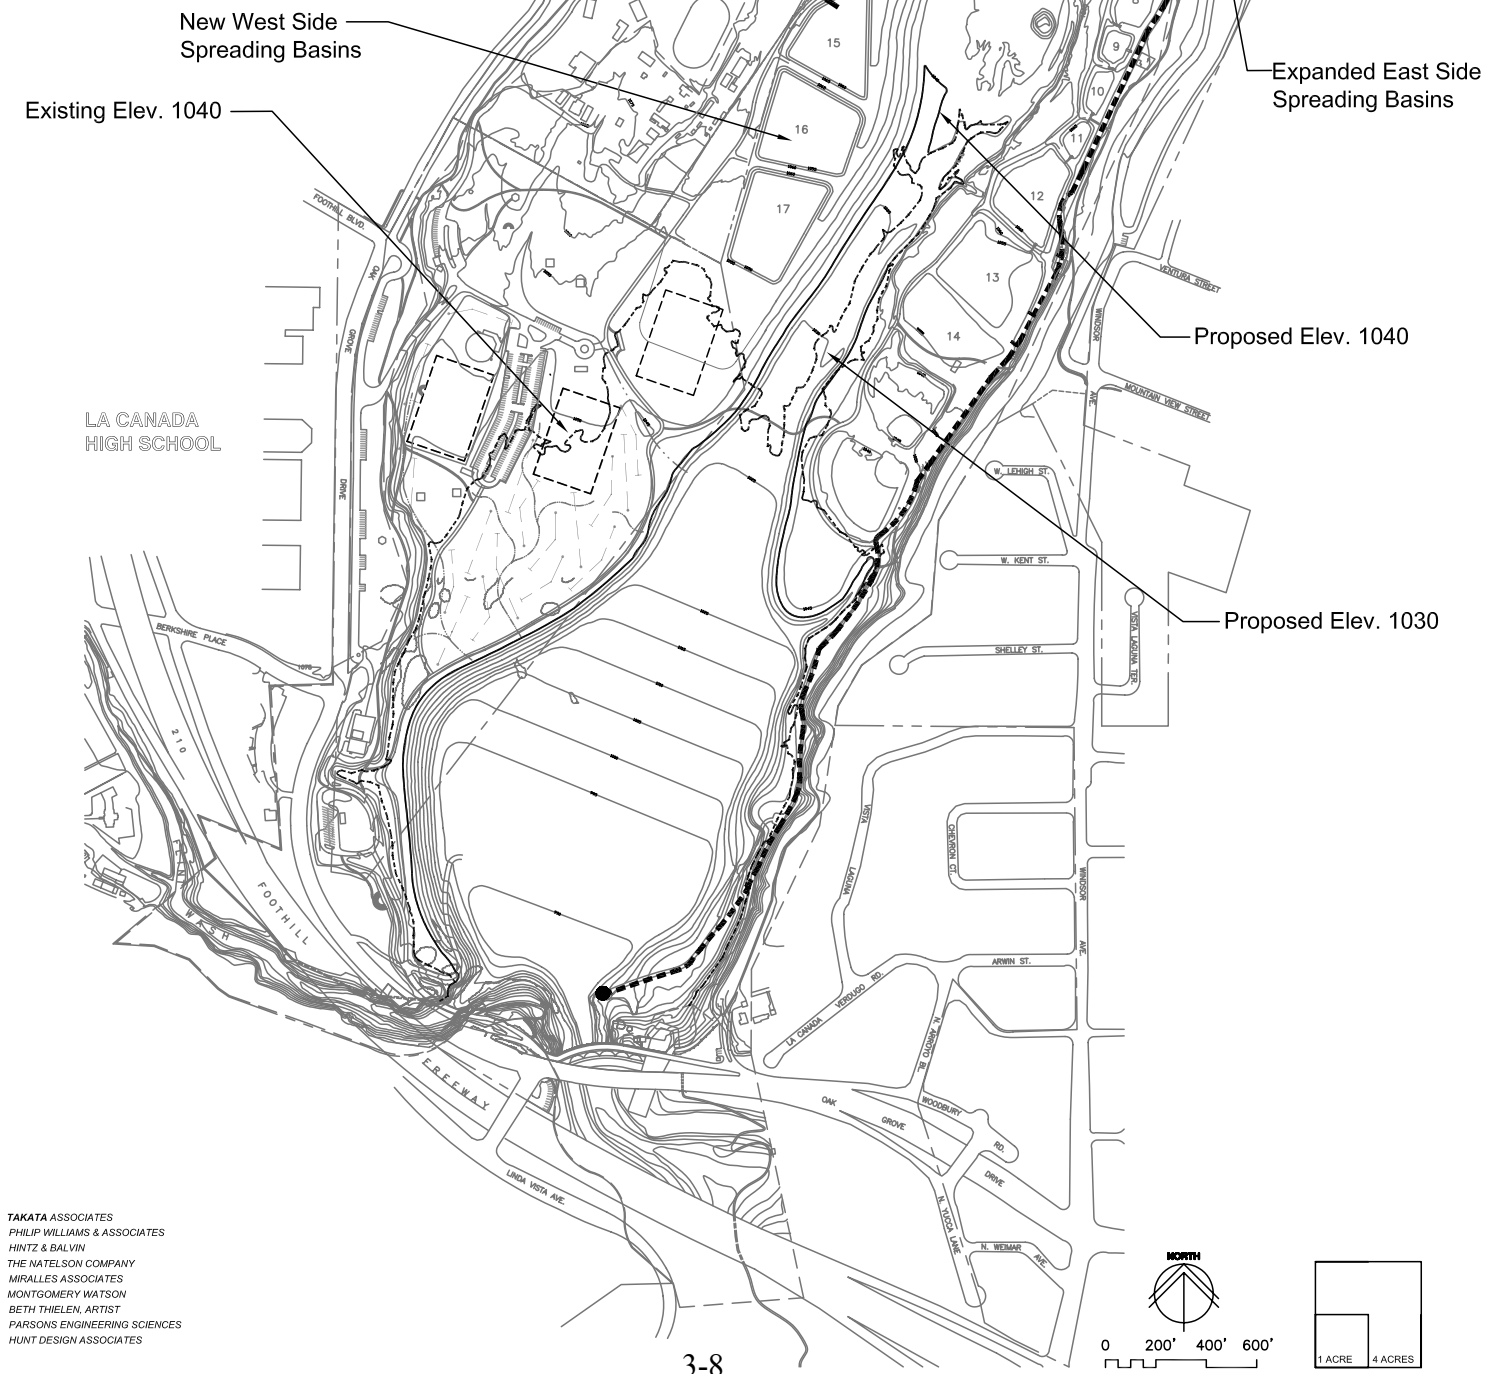 New West Side
Spreading Basins
Existing Elev. 1040
Expanded East Side
Spreading Basins
Proposed Elev. 1040
Proposed Elev. 1030
15
16
17
9
10
11
12
13
14
FOOTHILL BLVD.
OAK
GROVE
DRIVE
LA CANADA
HIGH SCHOOL
VENTURA STREET
WINDSOR
AVE.
MOUNTAIN VIEW STREET
W. LEHIGH ST.
W. KENT ST.
VISTA LAGUNA TER.
SHELLEY ST.
BERKSHIRE PLACE
1075
210
FLINT
WASH
FOOTHILL
FREEWAY
VISTA
LAGUNA
CHEVRON CT.
WINDSOR
AVE.
ARWIN ST.
LA CANADA VERDUGO RD.
N. ARROYO BL.
WOODBURY
RD.
OAK
GROVE
DRIVE
LINDA VISTA AVE.
N. YUCCA LANE
N. WEIMAR
AVE.
TAKATA ASSOCIATES
PHILIP WILLIAMS & ASSOCIATES
HINTZ & BALVIN
THE NATELSON COMPANY
MIRALLES ASSOCIATES
MONTGOMERY WATSON
BETH THIELEN, ARTIST
PARSONS ENGINEERING SCIENCES
HUNT DESIGN ASSOCIATES
NORTH
0 200' 400' 600'
1 ACRE 4 ACRES
3-8